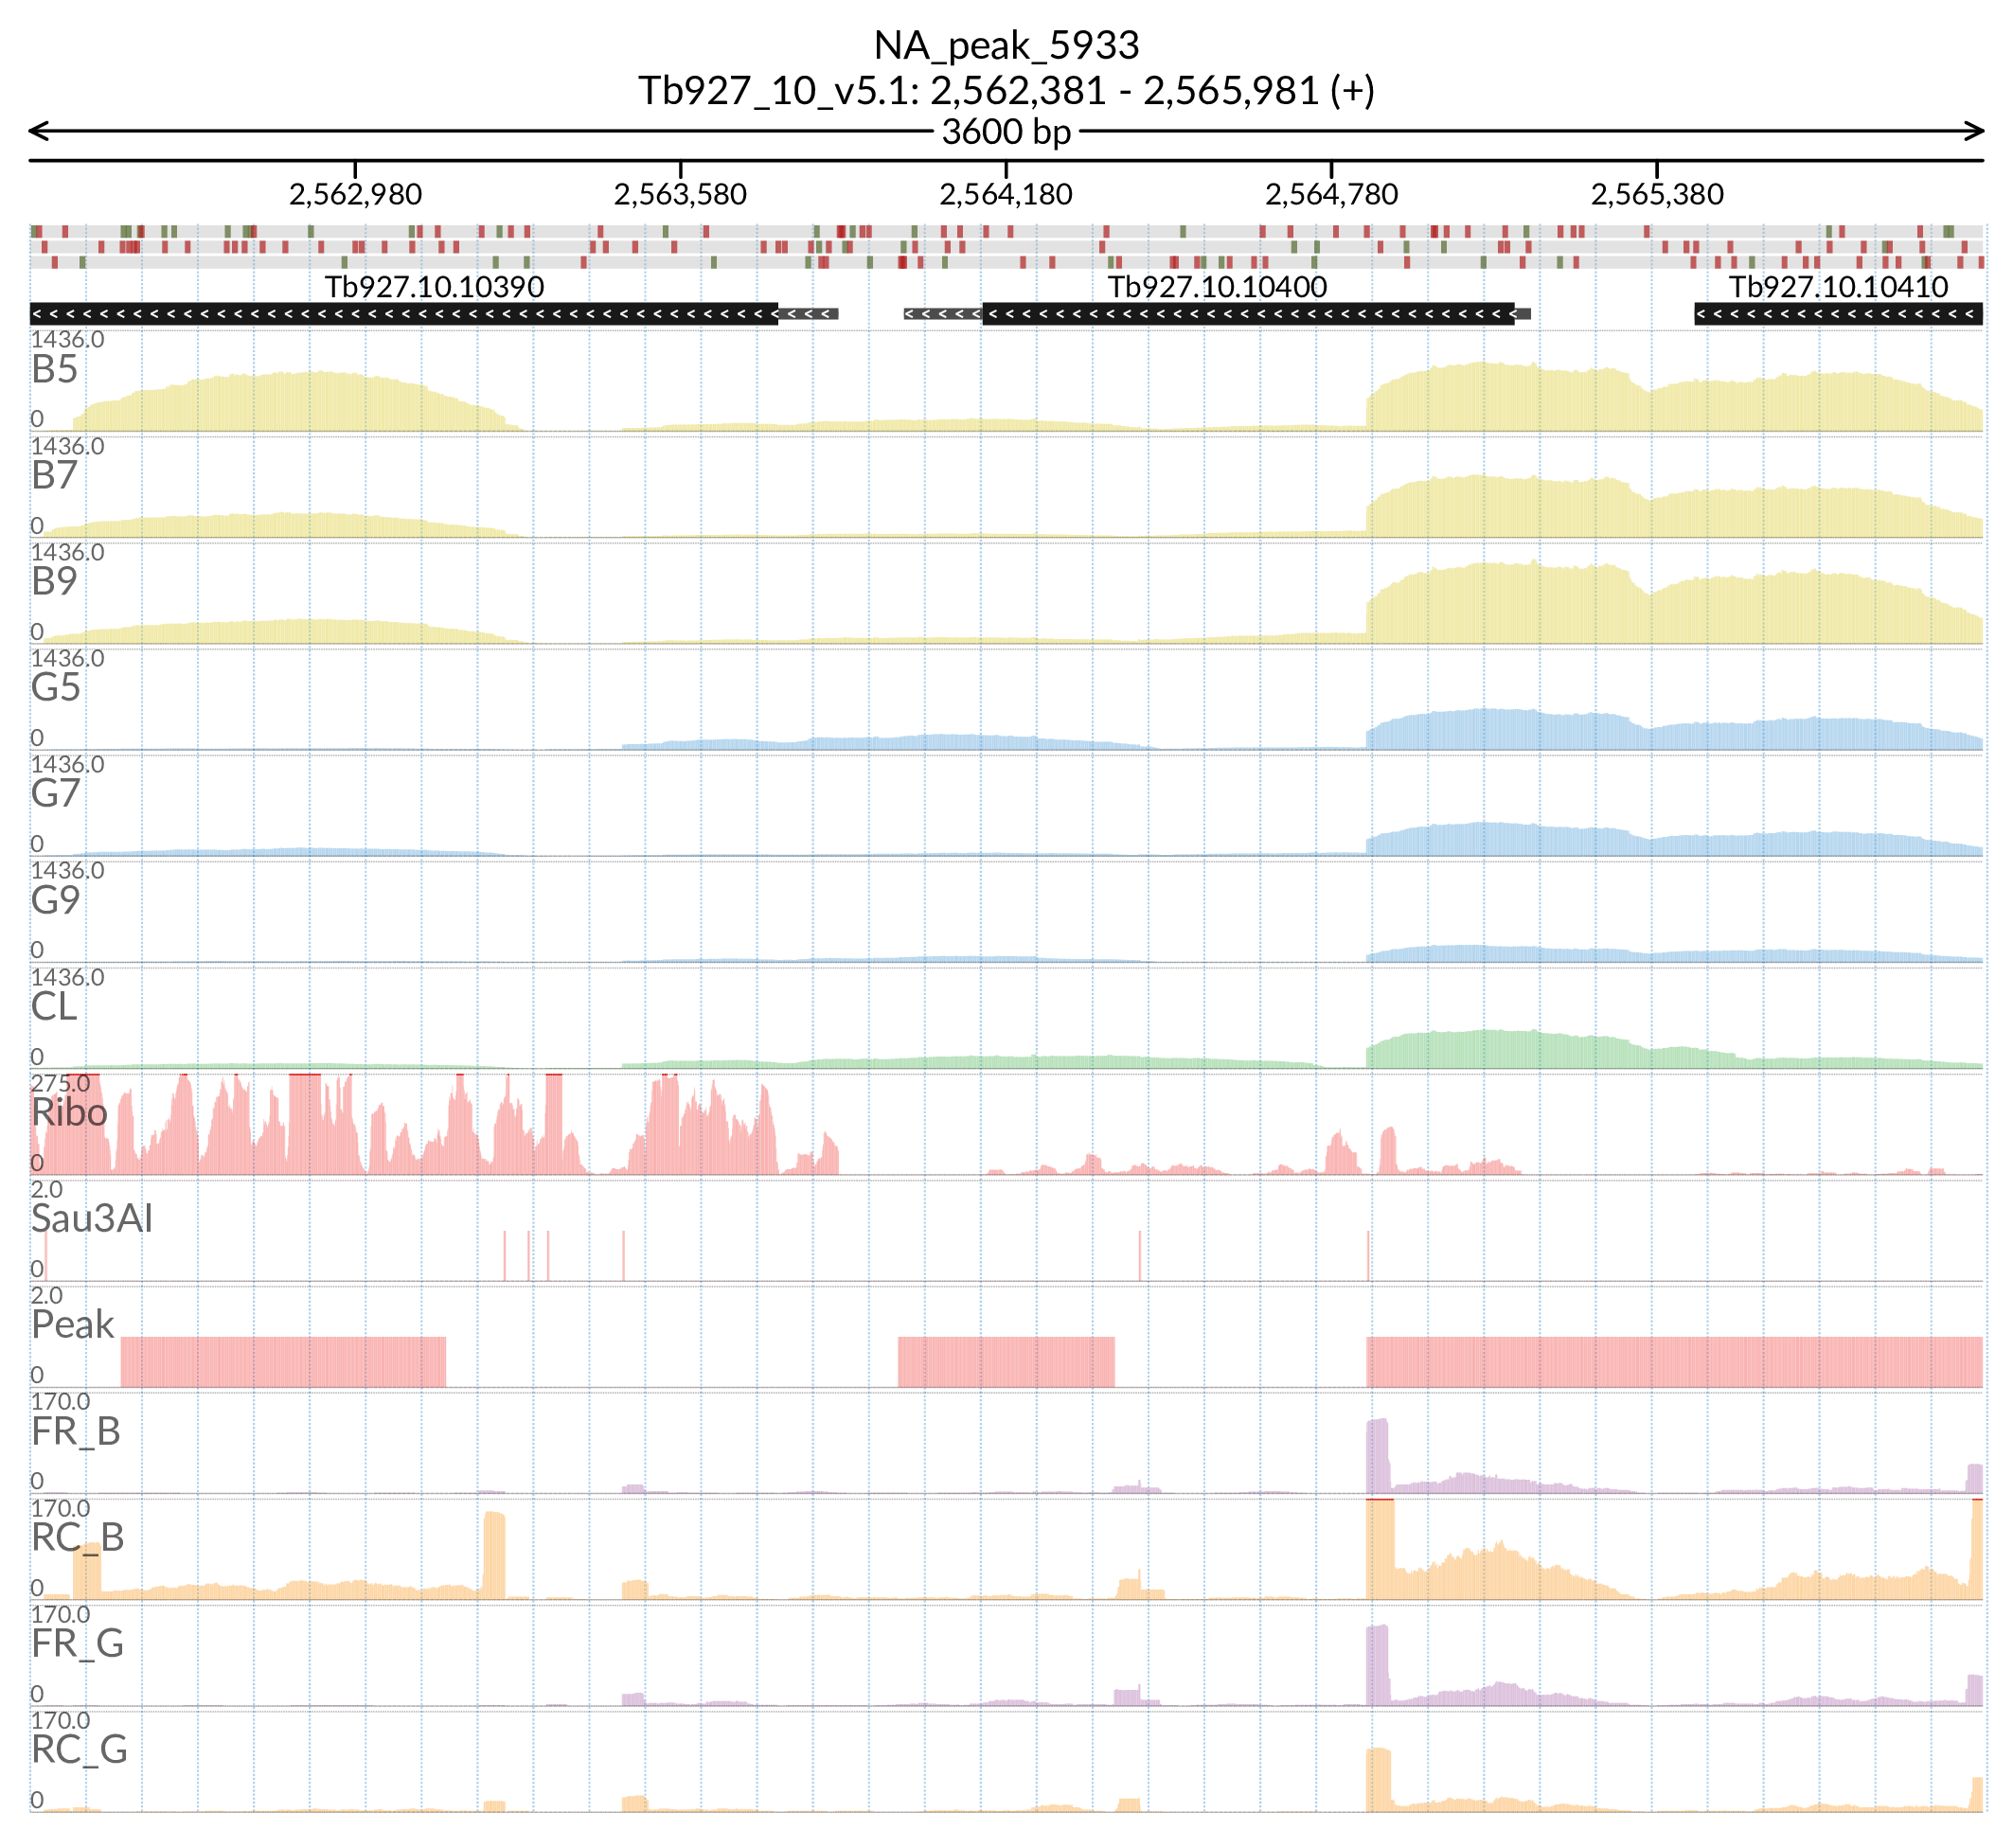 NA_peak_5933
Tb927_10_v5.1: 2,562,381 - 2,565,981 (+)
3600 bp
2,562,980 2,563,580 2,564,180 2,564,780 2,565,380
Tb927.10.10390 Tb927.10.10400 Tb927.10.10410
1436.0
B5
0
1436.0
B7
0
1436.0
B9
0
1436.0
G5
0
1436.0
G7
0
1436.0
G9
0
1436.0
CL
0
275.0
Ribo
0
2.0
Sau3AI
0
2.0
Peak
0
170.0
FR_B
0
170.0
RC_B
0
170.0
FR_G
0
170.0
RC_G
0